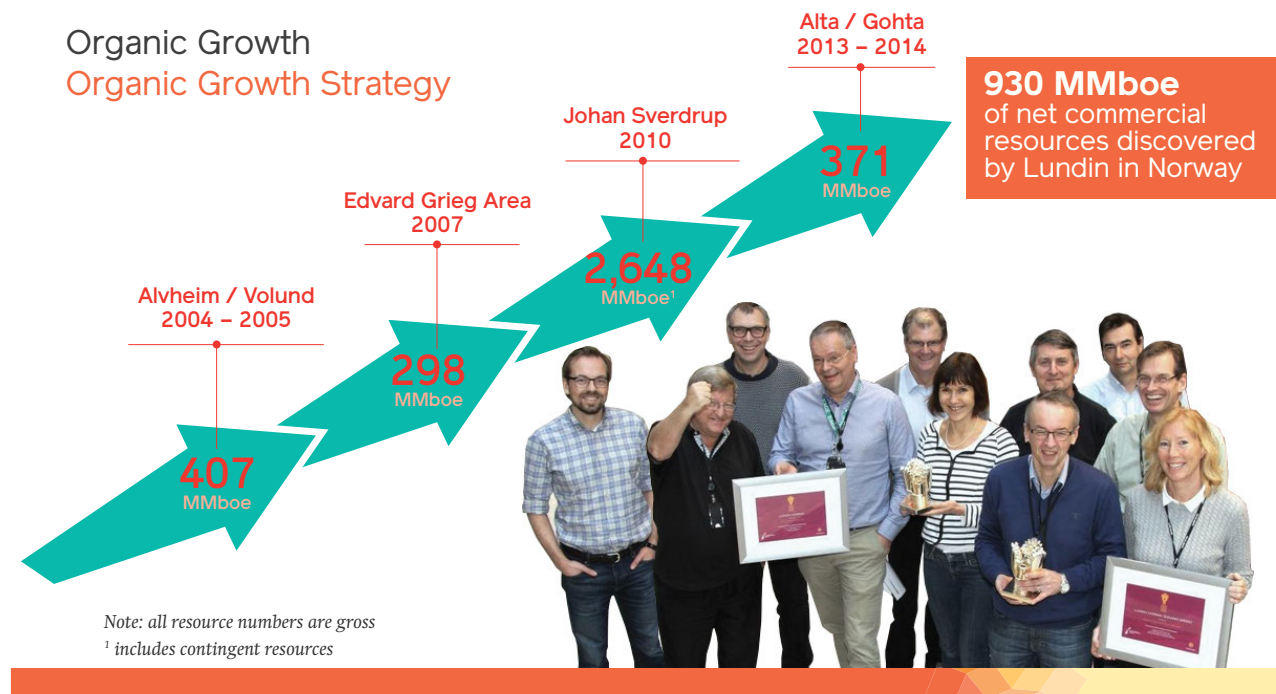 Organic Growth
Organic Growth Strategy
Alta / Gohta
2013 – 2014
930 MMboe
of net commercial
resources discovered
by Lundin in Norway
Johan Sverdrup
2010
371
MMboe
Edvard Grieg Area
2007
2,648
MMboe¹
Alvheim / Volund
2004 – 2005
298
MMboe
407
MMboe
Note: all resource numbers are gross
¹ includes contingent resources